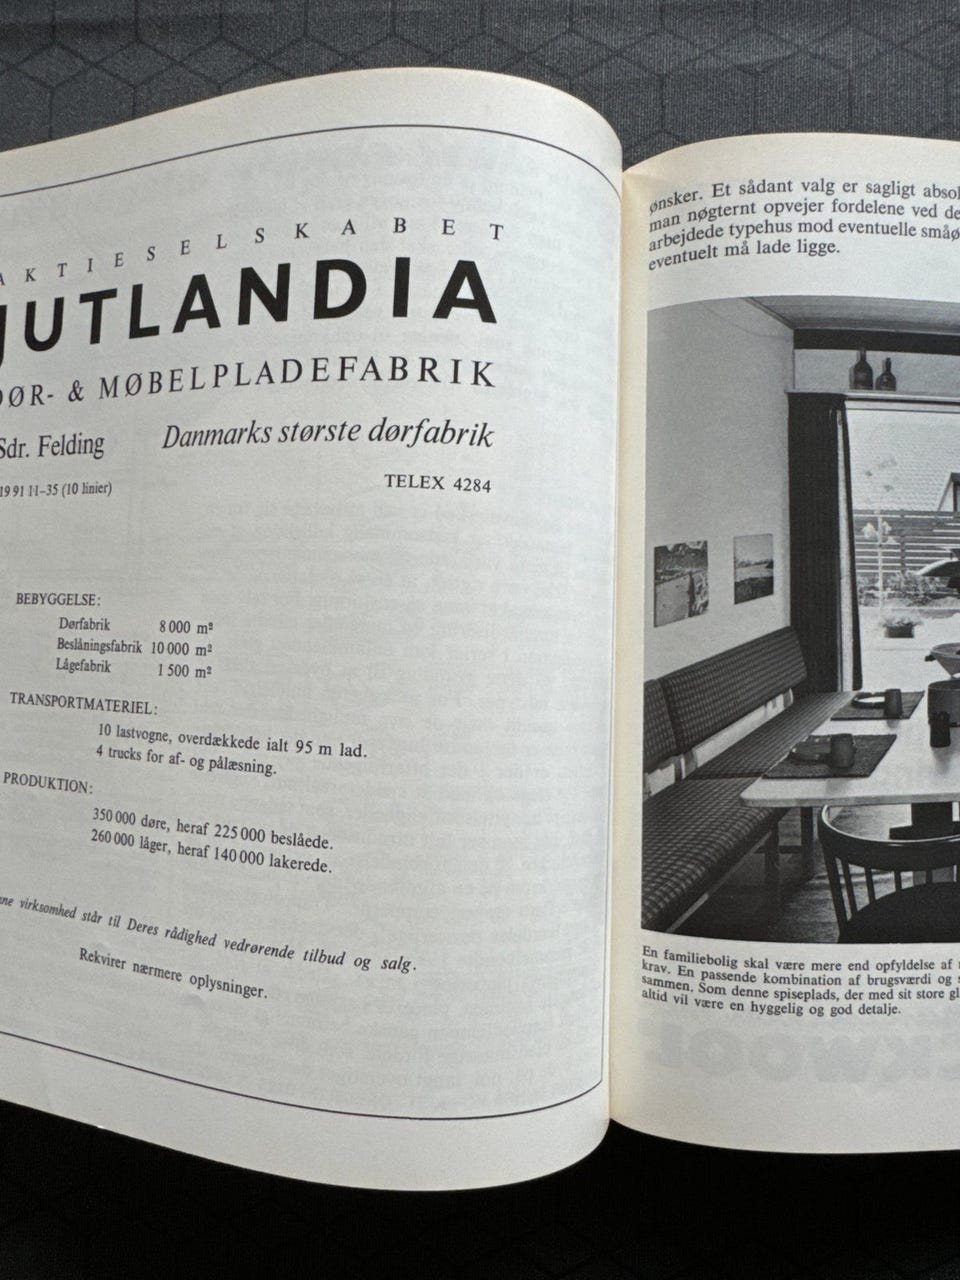 AKTIESELSKABET
JUTLANDIA
DØR- & MØBELPLADEFABRIK
Sdr. Felding
Danmarks største dørfabrik
19 91 11-35 (10 linier)
TELEX 4284
BEBYGGELSE:
Dørfabrik 8 000 m²
Beslåningsfabrik 10 000 m²
Lågefabrik 1 500 m²
TRANSPORTMATERIEL:
10 lastvogne, overdækkede ialt 95 m lad.
4 trucks for af- og pålæsning.
PRODUKTION:
350 000 døre, heraf 225 000 beslåede.
260 000 låger, heraf 140 000 lakerede.
virksomhed står til Deres rådighed vedrørende tilbud og salg.
Rekvirer nærmere oplysninger.
ønsker. Et sådant valg er sagligt
man nøgternt opvejer fordelene ved
arbejdede typehus mod eventuelle
eventuelt må lade ligge.
En familiebolig skal være mere end opfyldelse af
krav. En passende kombination af brugsværdi og
sammen. Som denne spiseplads, der med sit store
altid vil være en hyggelig og god detalje.